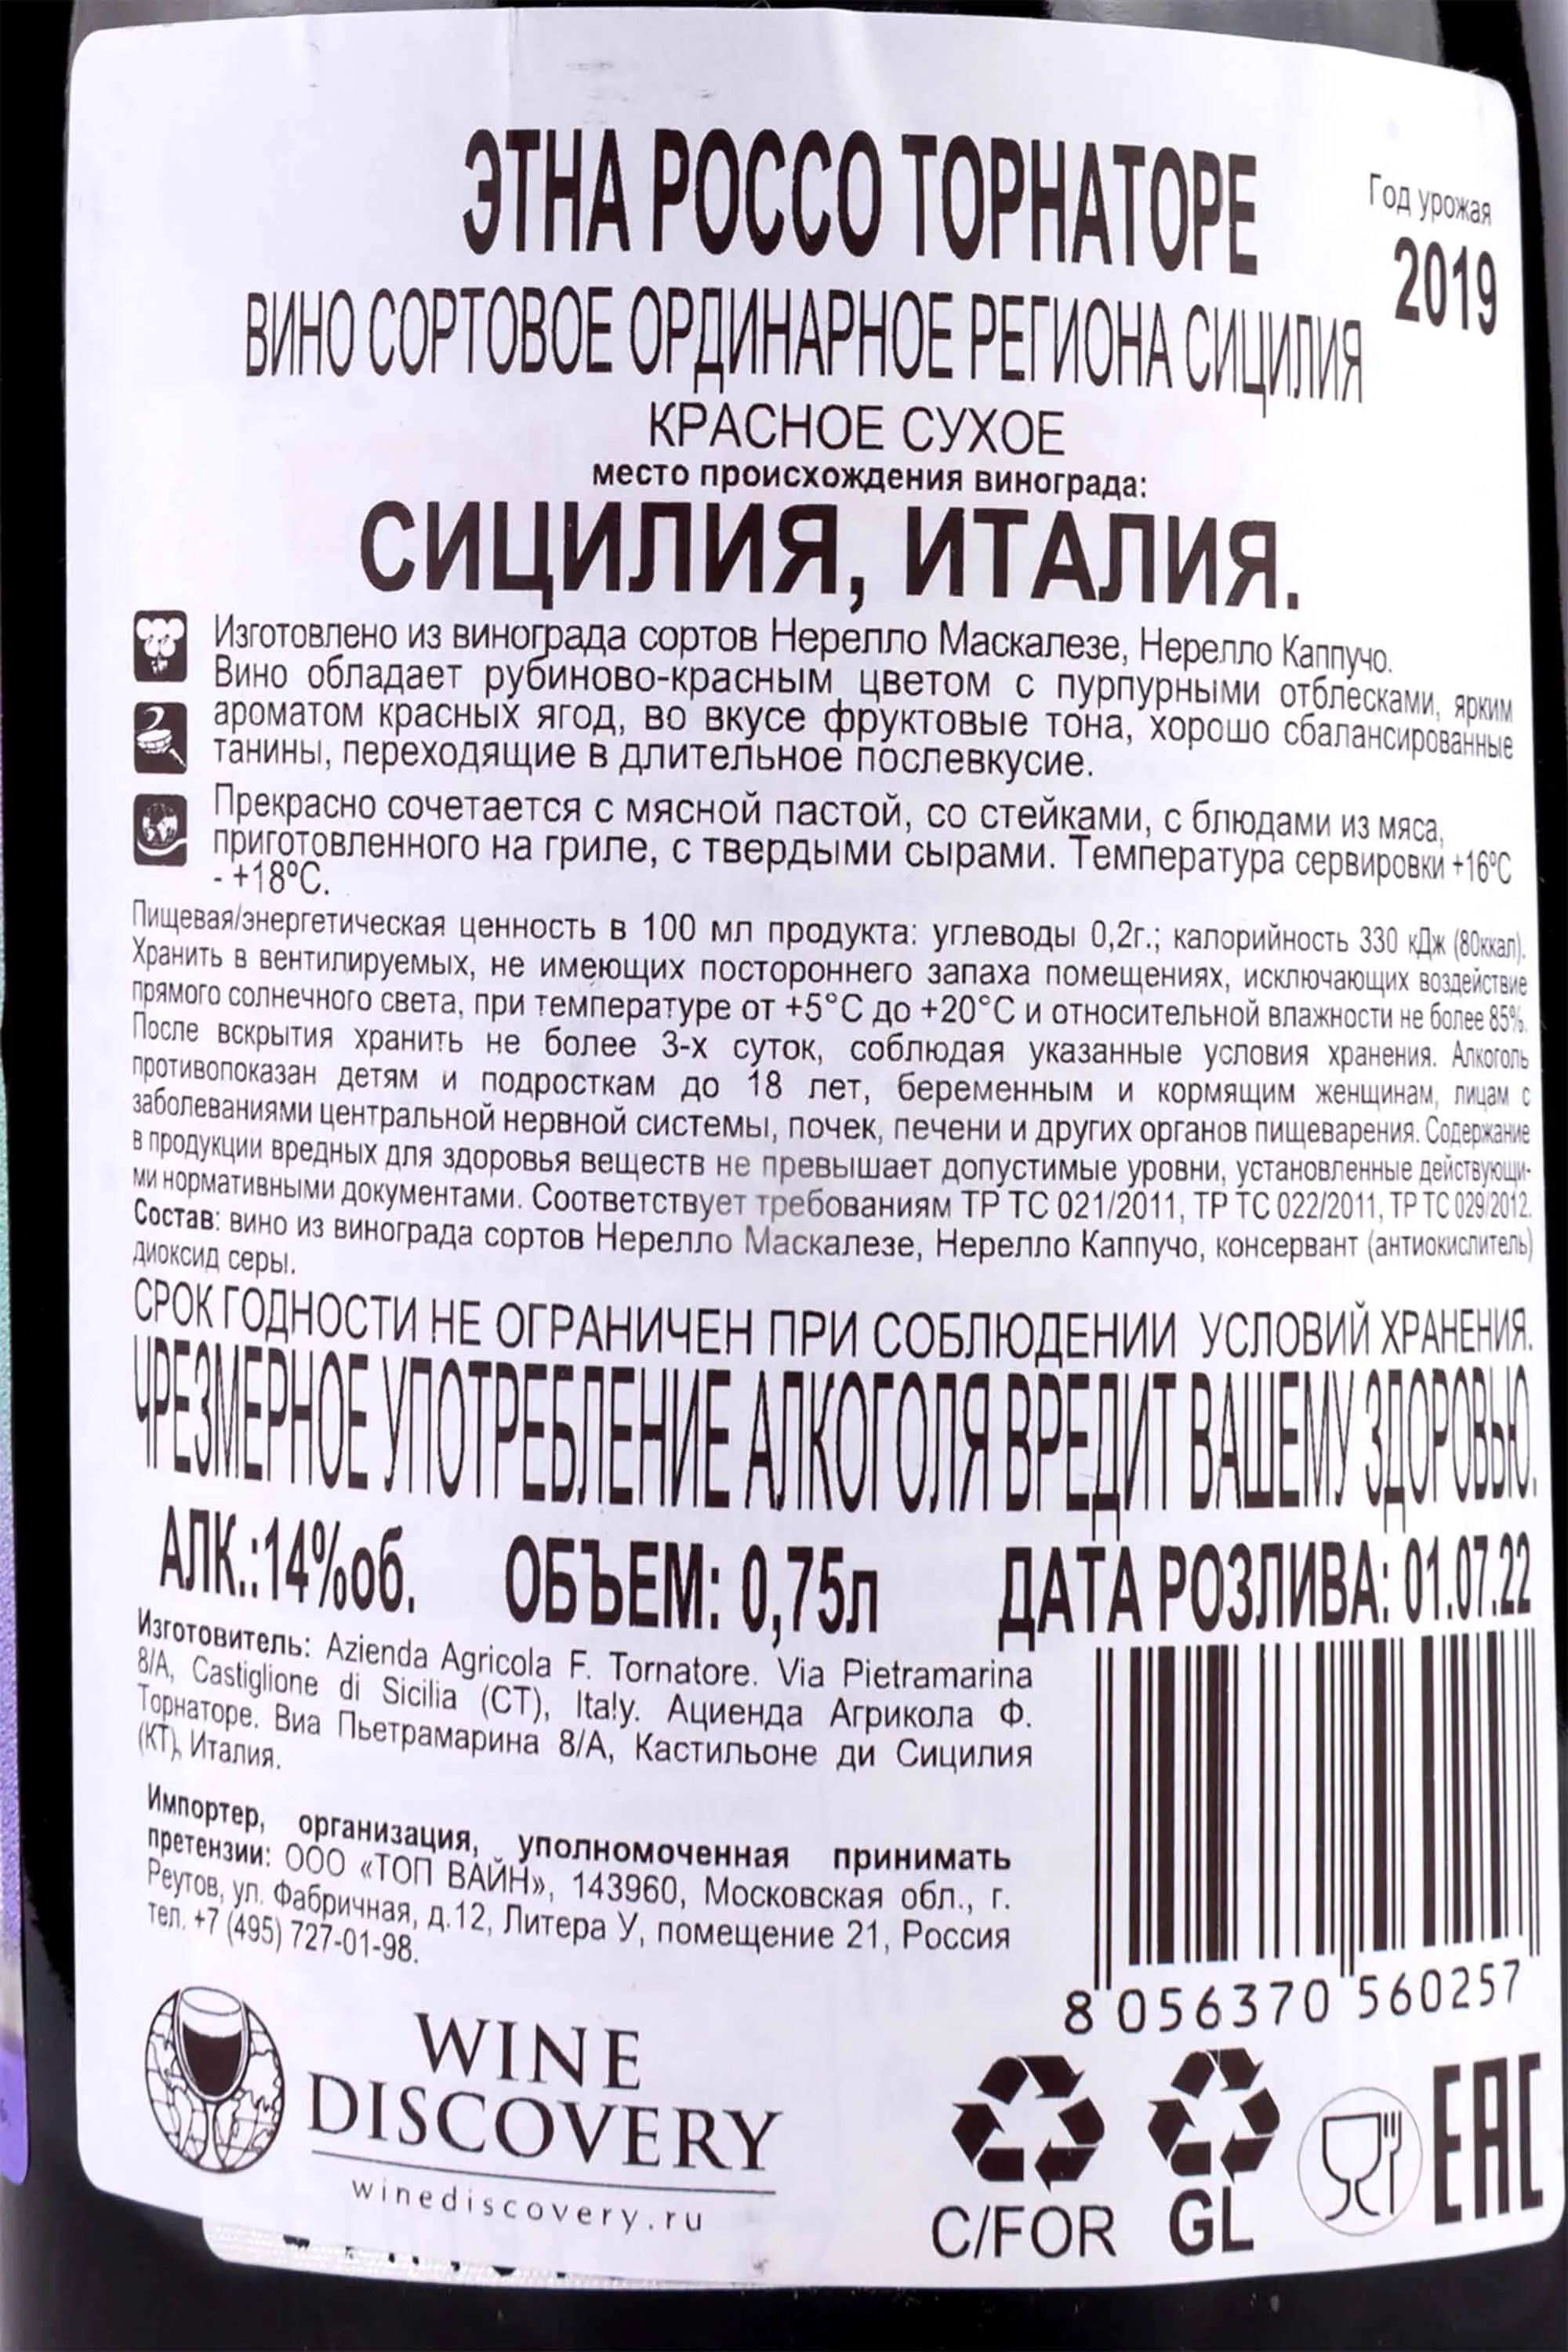 ЭТНА РОССО ТОРНАТОРЕ
Год урожая
2019
ВИНО СОРТОВОЕ ОРДИНАРНОЕ РЕГИОНА СИЦИЛИЯ
КРАСНОЕ СУХОЕ
место происхождения винограда:
СИЦИЛИЯ, ИТАЛИЯ.
Изготовлено из винограда сортов Нерелло Маскалезе, Нерелло Каппучо.
Вино обладает рубиново-красным цветом с пурпурными отблесками, ярким
ароматом красных ягод, во вкусе фруктовые тона, хорошо сбалансированные
танины, переходящие в длительное послевкусие.
Прекрасно сочетается с мясной пастой, со стейками, с блюдами из мяса,
приготовленного на гриле, с твердыми сырами. Температура сервировки +16ºС
- +18ºС.
Пищевая/энергетическая ценность в 100 мл продукта: углеводы 0,2г.; калорийность 330 кДж (80ккал).
Хранить в вентилируемых, не имеющих постороннего запаха помещениях, исключающих воздействие
прямого солнечного света, при температуре от +5°С до +20°С и относительной влажности не более 85%.
После вскрытия хранить не более 3-х суток, соблюдая указанные условия хранения. Алкоголь
противопоказан детям и подросткам до 18 лет, беременным и кормящим женщинам, лицам с
заболеваниями центральной нервной системы, почек, печени и других органов пищеварения. Содержание
в продукции вредных для здоровья веществ не превышает допустимые уровни, установленные действующи-
ми нормативными документами. Соответствует требованиям ТР ТС 021/2011, ТР ТС 022/2011, ТР ТС 029/2012.
Состав: вино из винограда сортов Нерелло Маскалезе, Нерелло Каппучо, консервант (антиокислитель)
диоксид серы.
СРОК ГОДНОСТИ НЕ ОГРАНИЧЕН ПРИ СОБЛЮДЕНИИ УСЛОВИЙ ХРАНЕНИЯ.
ЧРЕЗМЕРНОЕ УПОТРЕБЛЕНИЕ АЛКОГОЛЯ ВРЕДИТ ВАШЕМУ ЗДОРОВЬЮ.
АЛК.:14%об. ОБЪЕМ: 0,75л ДАТА РОЗЛИВА: 01.07.22
Изготовитель: Azienda Agricola F. Tornatore. Via Pietramarina
8/A, Castiglione di Sicilia (CT), Italy. Ациенда Агрикола Ф.
Торнаторе. Виа Пьетрамарина 8/А, Кастильоне ди Сицилия
(КТ), Италия.
Импортер, организация, уполномоченная принимать
претензии: ООО «ТОП ВАЙН», 143960, Московская обл., г.
Реутов, ул. Фабричная, д.12, Литера У, помещение 21, Россия
тел. +7 (495) 727-01-98.
8 056370 560257
WINE
DISCOVERY
winediscovery.ru
C/FOR
GL
EAC